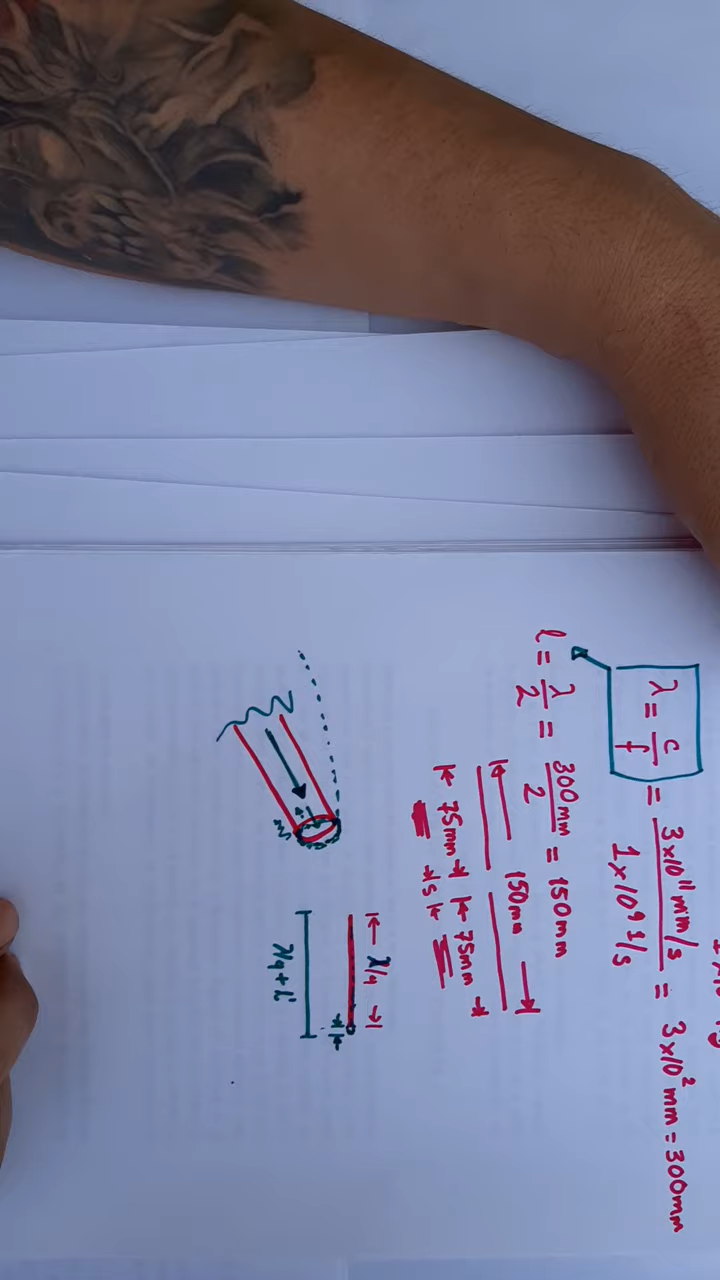 λ = c/f = 3x10¹¹ mm/s / 1x10⁹ 1/s = 3x10² mm = 300mm
l = λ/2 = 300mm/2 = 150mm
150mm
75mm s 75mm
λ/4
λ/4 + L'